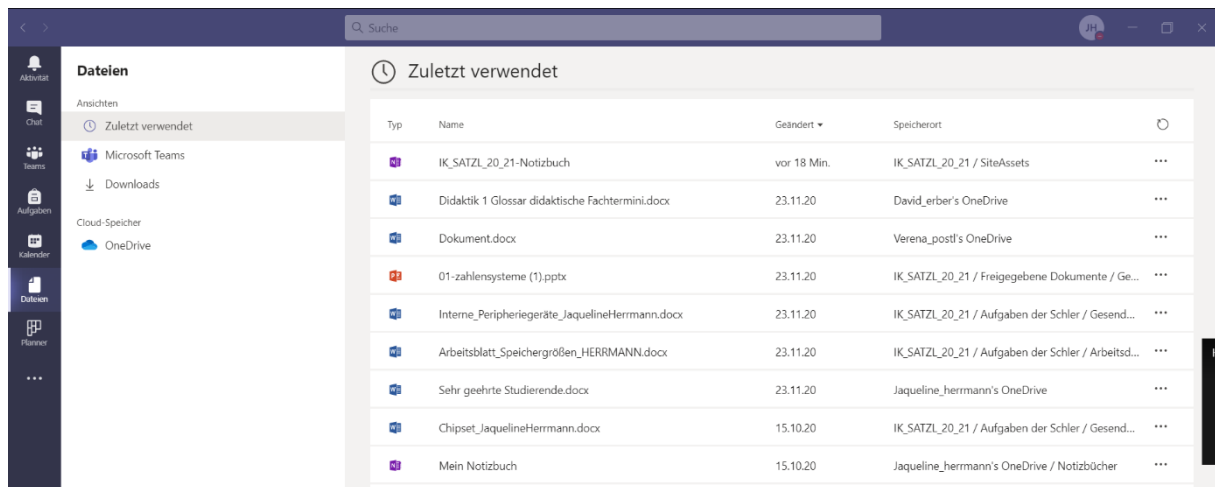 Suche
JH
Aktivität
Chat
Teams
Aufgaben
Kalender
Dateien
Planner
Dateien
Ansichten
Zuletzt verwendet
Microsoft Teams
Downloads
Cloud-Speicher
OneDrive
Zuletzt verwendet
Typ Name Geändert Speicherort
IK_SATZL_20_21-Notizbuch vor 18 Min. IK_SATZL_20_21 / SiteAssets
Didaktik 1 Glossar didaktische Fachtermini.docx 23.11.20 David_erber's OneDrive
Dokument.docx 23.11.20 Verena_postl's OneDrive
01-zahlensysteme (1).pptx 23.11.20 IK_SATZL_20_21 / Freigegebene Dokumente / Ge...
Interne_Peripheriegeräte_JaquelineHerrmann.docx 23.11.20 IK_SATZL_20_21 / Aufgaben der Schler / Gesend...
Arbeitsblatt_Speichergrößen_HERRMANN.docx 23.11.20 IK_SATZL_20_21 / Aufgaben der Schler / Arbeitsd...
Sehr geehrte Studierende.docx 23.11.20 Jaqueline_herrmann's OneDrive
Chipset_JaquelineHerrmann.docx 15.10.20 IK_SATZL_20_21 / Aufgaben der Schler / Gesend...
Mein Notizbuch 15.10.20 Jaqueline_herrmann's OneDrive / Notizbücher